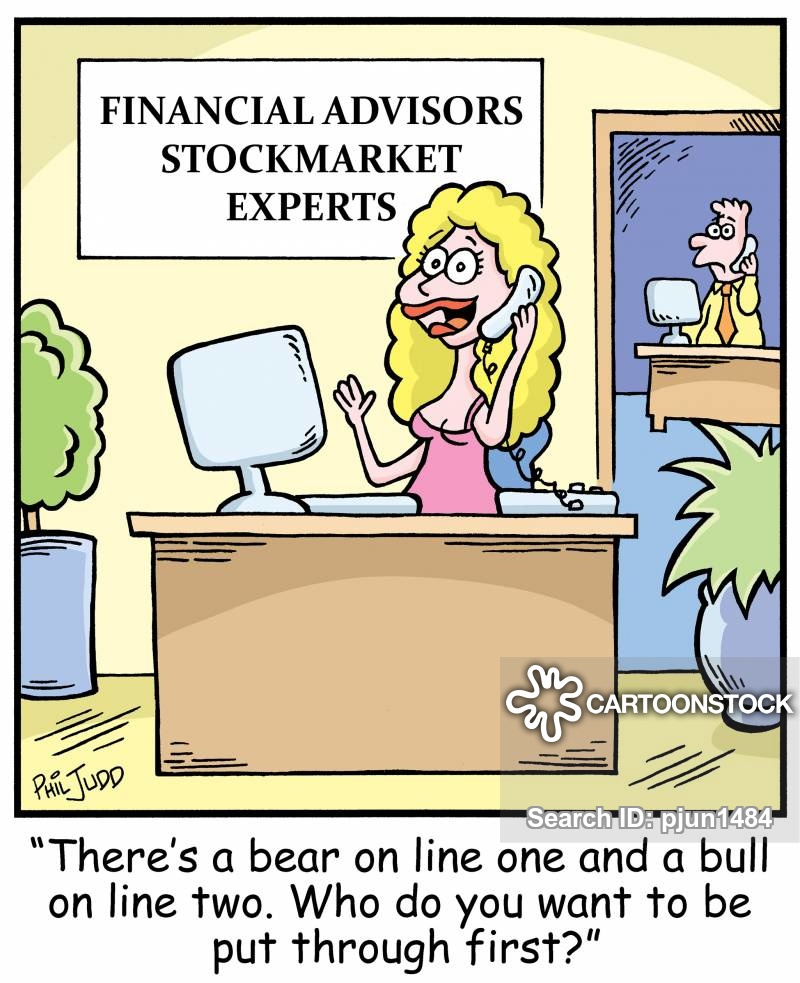 FINANCIAL ADVISORS
STOCKMARKET
EXPERTS
PHIL JUDD
CARTOONSTOCK
Search ID: pjun1484
“There’s a bear on line one and a bull
on line two. Who do you want to be
put through first?”